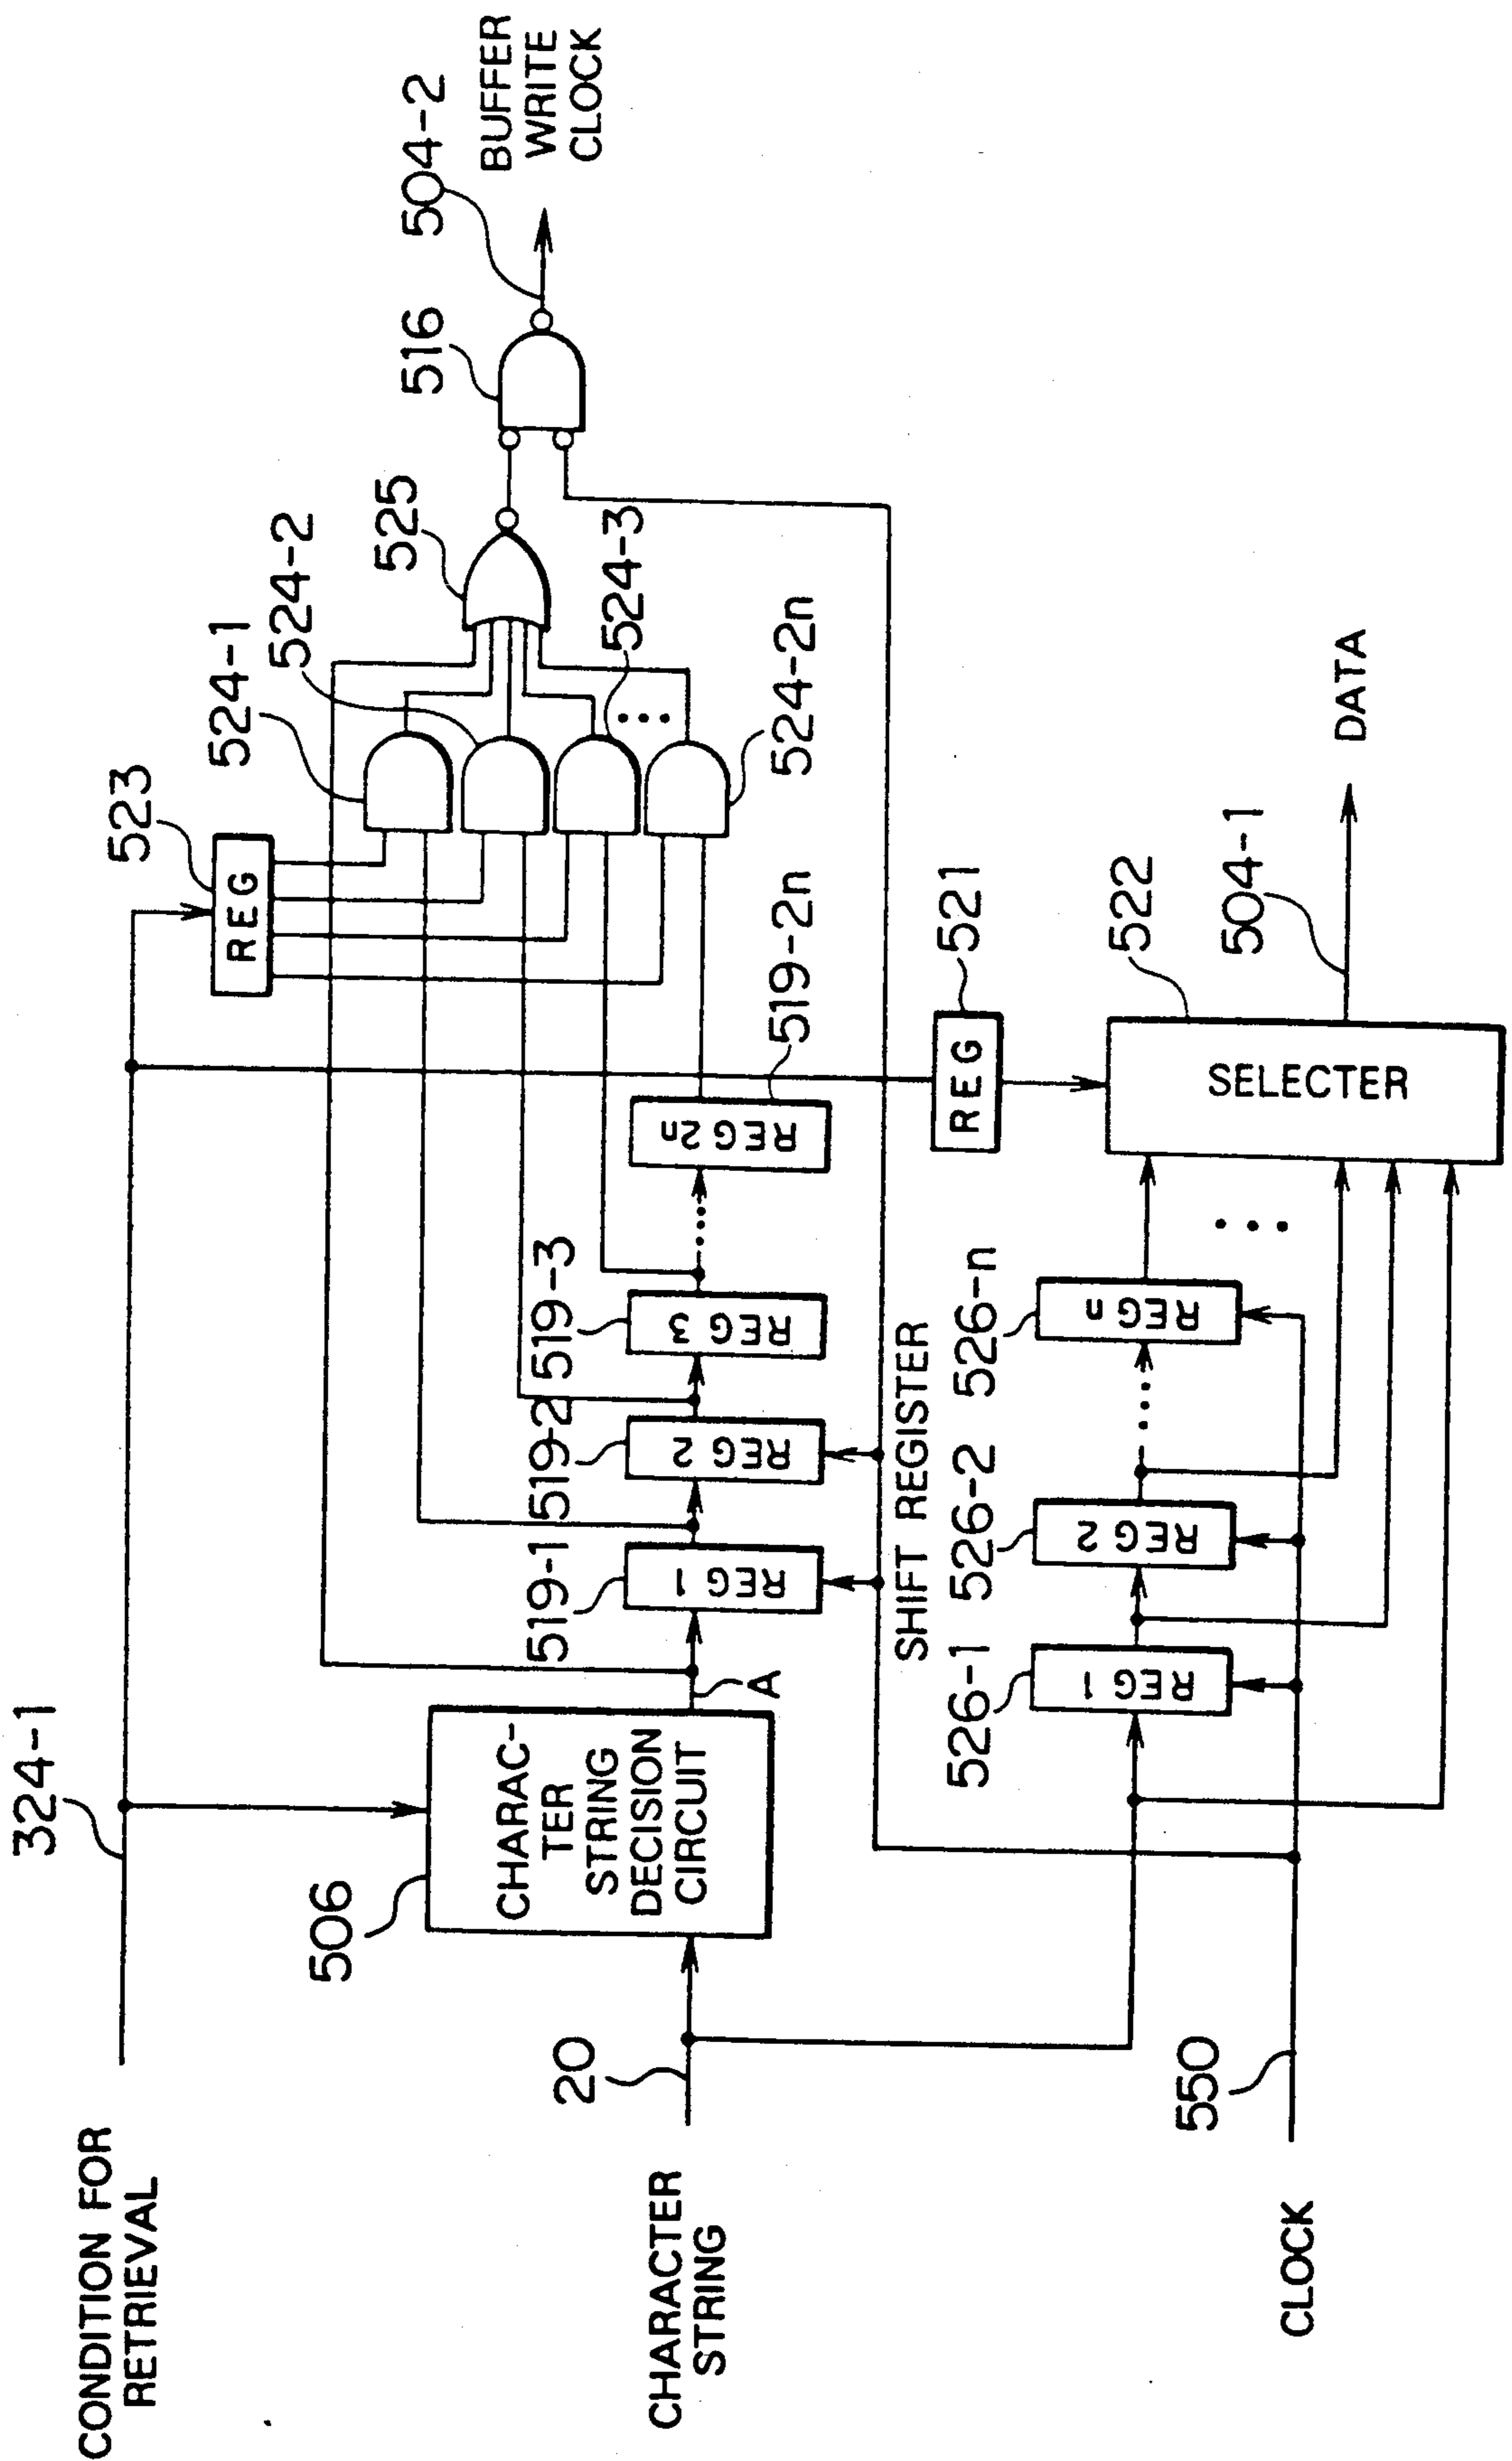 CONDITION FOR
RETRIEVAL
324-1
506
CHARAC-
TER
STRING
DECISION
CIRCUIT
A
CHARACTER
STRING
20
CLOCK
550
523
REG
524-1
524-2
525
524-3
524-2n
516
504-2
BUFFER
WRITE
CLOCK
519-1
REG 1
519-2
REG 2
519-3
REG 3
519-2n
REG 2n
SHIFT REGISTER
526-1
REG 1
526-2
REG 2
526-n
REG n
521
REG
522
SELECTER
504-1
DATA